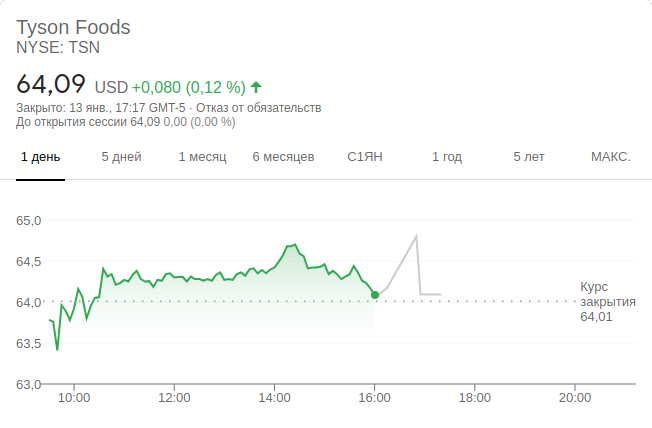 Tyson Foods
NYSE: TSN
64,09 USD +0,080 (0,12 %)
Закрыто: 13 янв., 17:17 GMT-5 · Отказ от обязательств
До открытия сессии 64,09 0,00 (0,00 %)
1 день 5 дней 1 месяц 6 месяцев С1ЯН 1 год 5 лет МАКС.
65,0
64,5
64,0
63,5
63,0
Курс
закрытия
64,01
10:00 12:00 14:00 16:00 18:00 20:00